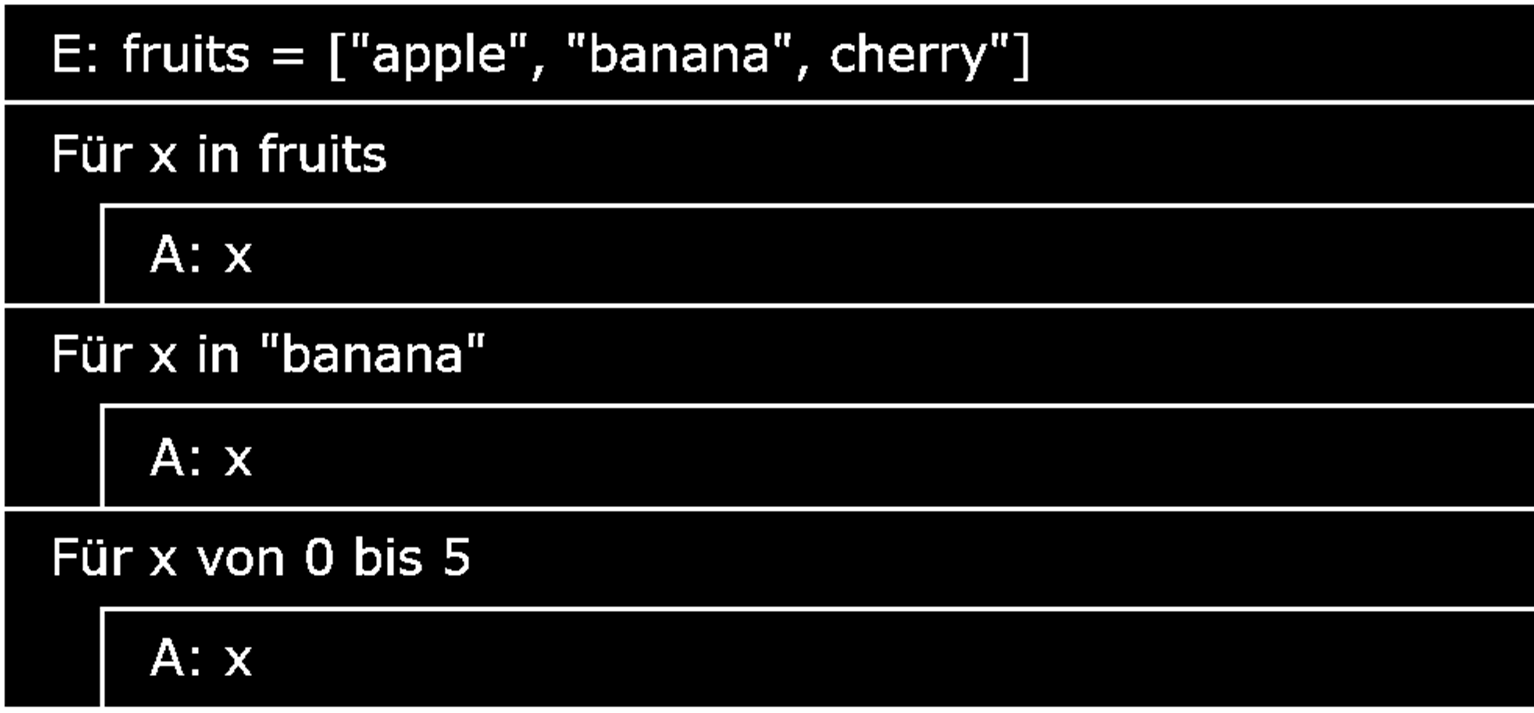 E: fruits = ["apple", "banana", cherry"]
Für x in fruits
A: x
Für x in "banana"
A: x
Für x von 0 bis 5
A: x